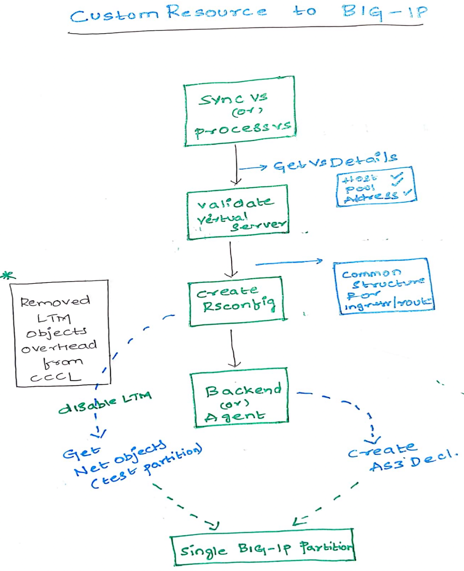 Custom Resource to BIG-IP
Sync VS
(or)
Process VS
Get VS Details
Host ✓
Pool ✓
Address ✓
Validate
Virtual
Server
Create
Rsconfig
Common
Structure
For
ingress/rout
*
Removed
LTM
Objects
overhead
from
CCCL
disable LTM
Backend
(or)
Agent
Get
Net Objects
(test partition)
Create
AS3 Decl.
Single BIG-IP Partition